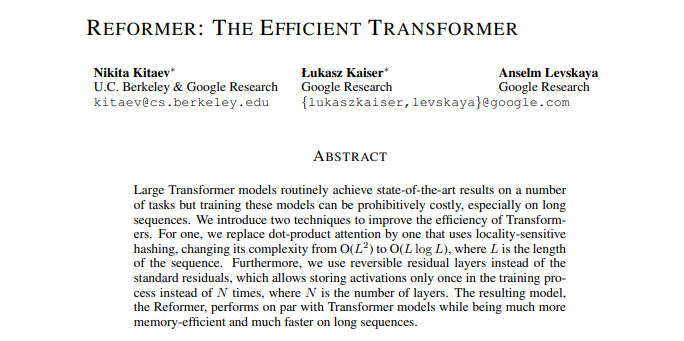 REFORMER: THE EFFICIENT TRANSFORMER
Nikita Kitaev* Łukasz Kaiser* Anselm Levskaya
U.C. Berkeley & Google Research Google Research Google Research
kitaev@cs.berkeley.edu {lukaszkaiser,levskaya}@google.com
ABSTRACT
Large Transformer models routinely achieve state-of-the-art results on a number
of tasks but training these models can be prohibitively costly, especially on long
sequences. We introduce two techniques to improve the efficiency of Transform-
ers. For one, we replace dot-product attention by one that uses locality-sensitive
hashing, changing its complexity from O(L²) to O(L log L), where L is the length
of the sequence. Furthermore, we use reversible residual layers instead of the
standard residuals, which allows storing activations only once in the training pro-
cess instead of N times, where N is the number of layers. The resulting model,
the Reformer, performs on par with Transformer models while being much more
memory-efficient and much faster on long sequences.